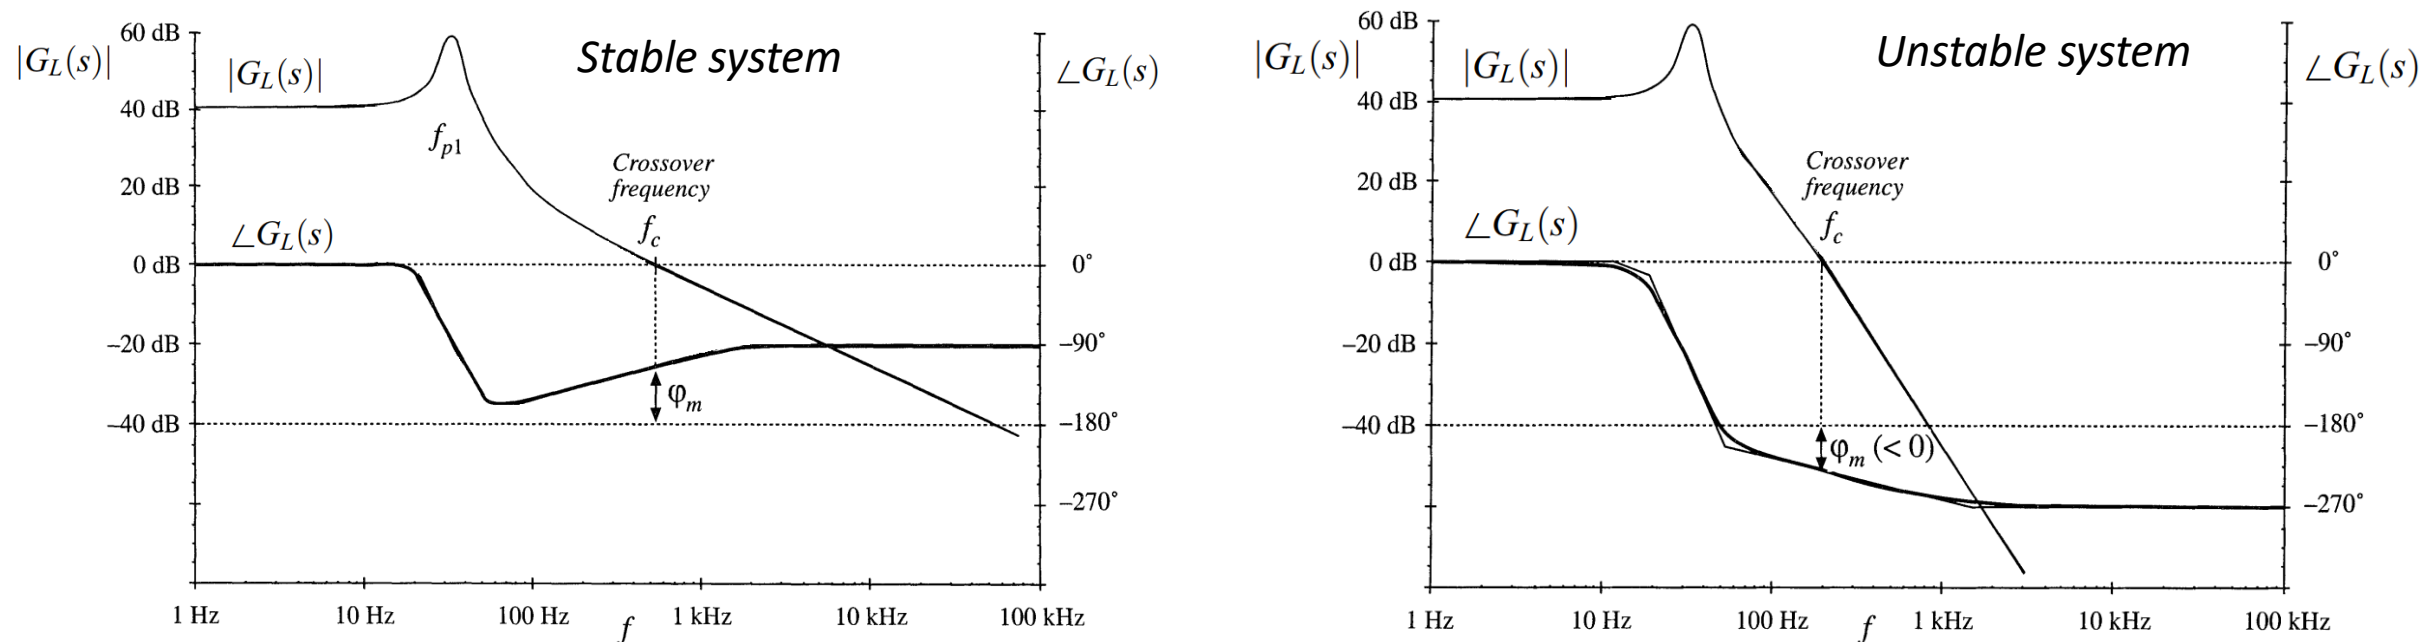 Stable system
|G_L(s)|
60 dB
40 dB
20 dB
0 dB
−20 dB
−40 dB
|G_L(s)|
f_p1
Crossover
frequency
f_c
∠G_L(s)
φ_m
∠G_L(s)
0°
−90°
−180°
−270°
1 Hz 10 Hz 100 Hz 1 kHz 10 kHz 100 kHz
f
Unstable system
|G_L(s)|
60 dB
40 dB
20 dB
0 dB
−20 dB
−40 dB
|G_L(s)|
Crossover
frequency
f_c
∠G_L(s)
φ_m (< 0)
∠G_L(s)
0°
−90°
−180°
−270°
1 Hz 10 Hz 100 Hz 1 kHz 10 kHz 100 kHz
f